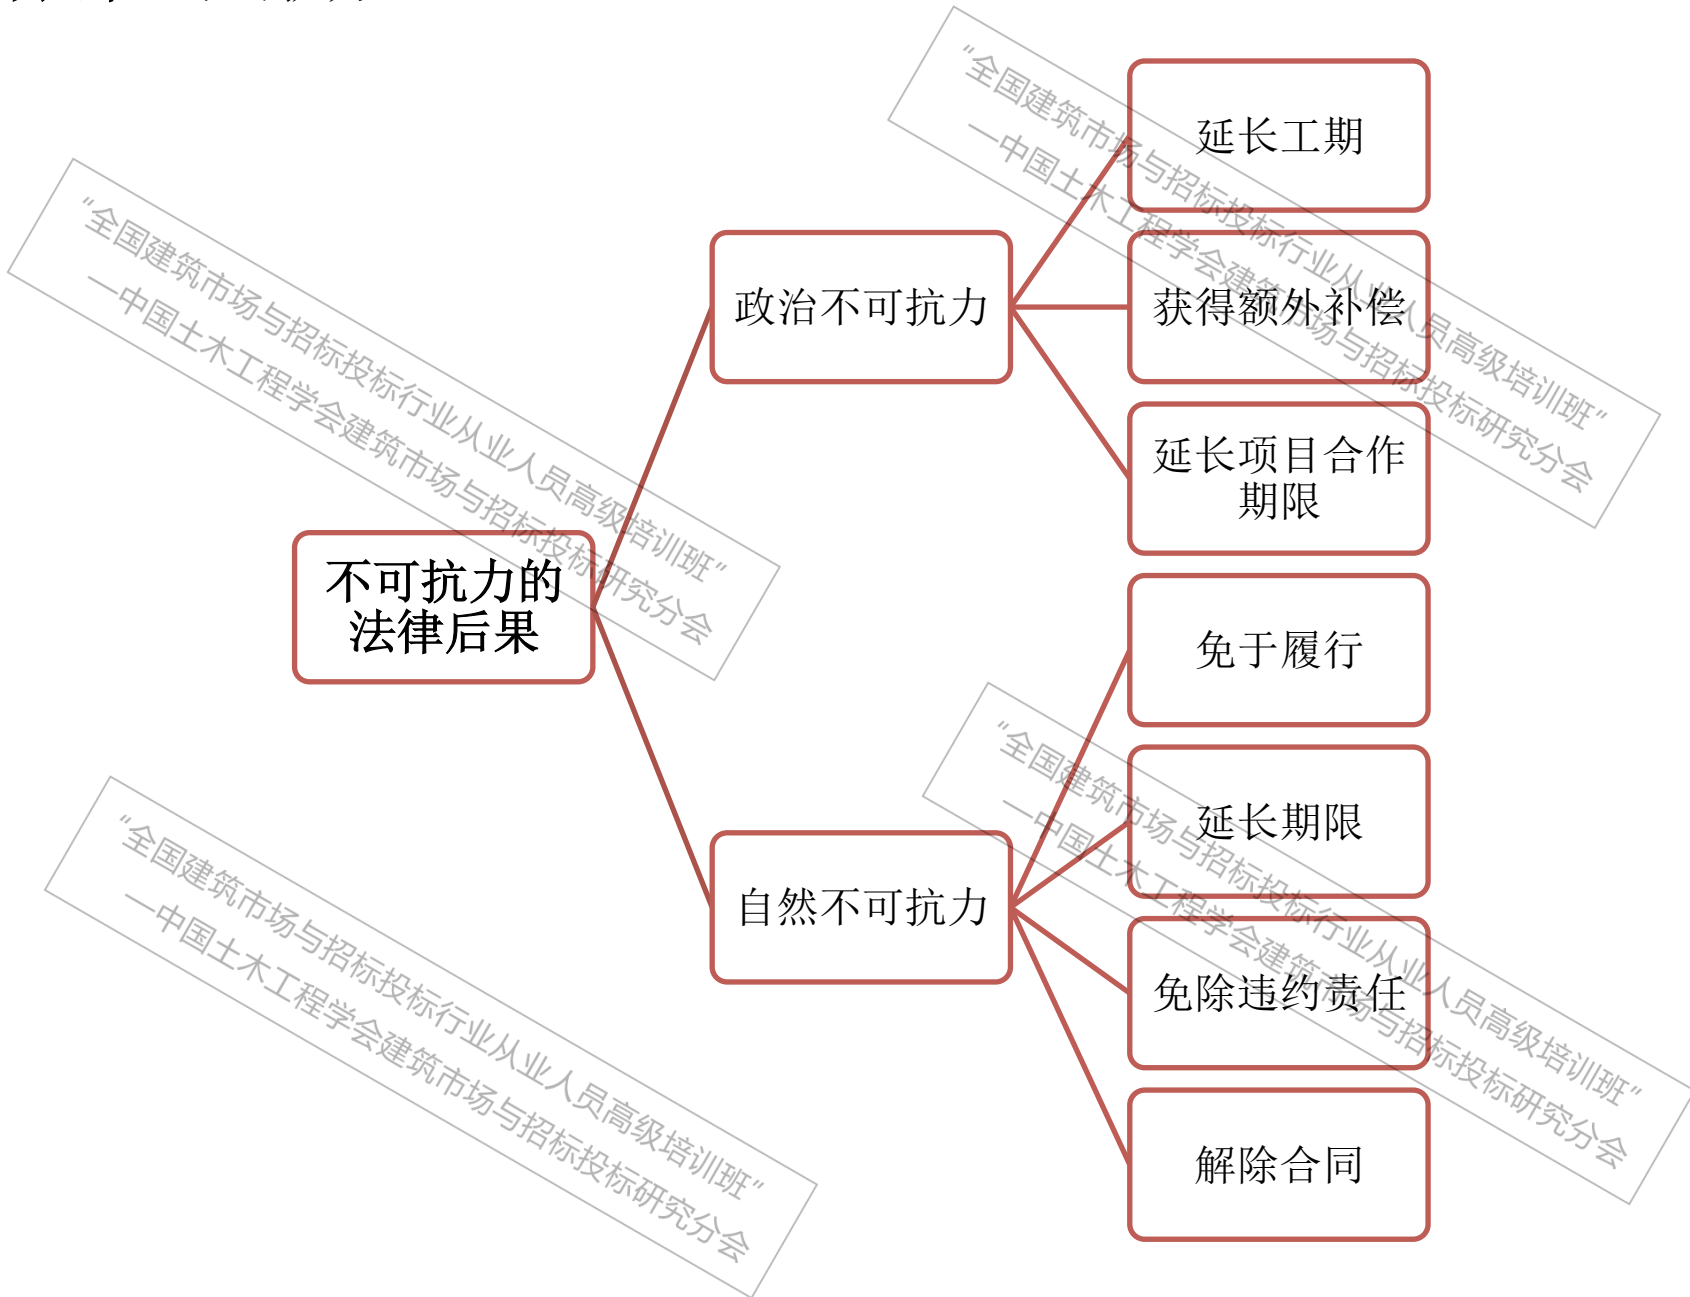 不可抗力的
法律后果
政治不可抗力
延长工期
获得额外补偿
延长项目合作
期限
自然不可抗力
免于履行
延长期限
免除违约责任
解除合同
“全国建筑市场与招标投标行业从业人员高级培训班”
—中国土木工程学会建筑市场与招标投标研究分会
“全国建筑市场与招标投标行业从业人员高级培训班”
—中国土木工程学会建筑市场与招标投标研究分会
“全国建筑市场与招标投标行业从业人员高级培训班”
—中国土木工程学会建筑市场与招标投标研究分会
“全国建筑市场与招标投标行业从业人员高级培训班”
—中国土木工程学会建筑市场与招标投标研究分会